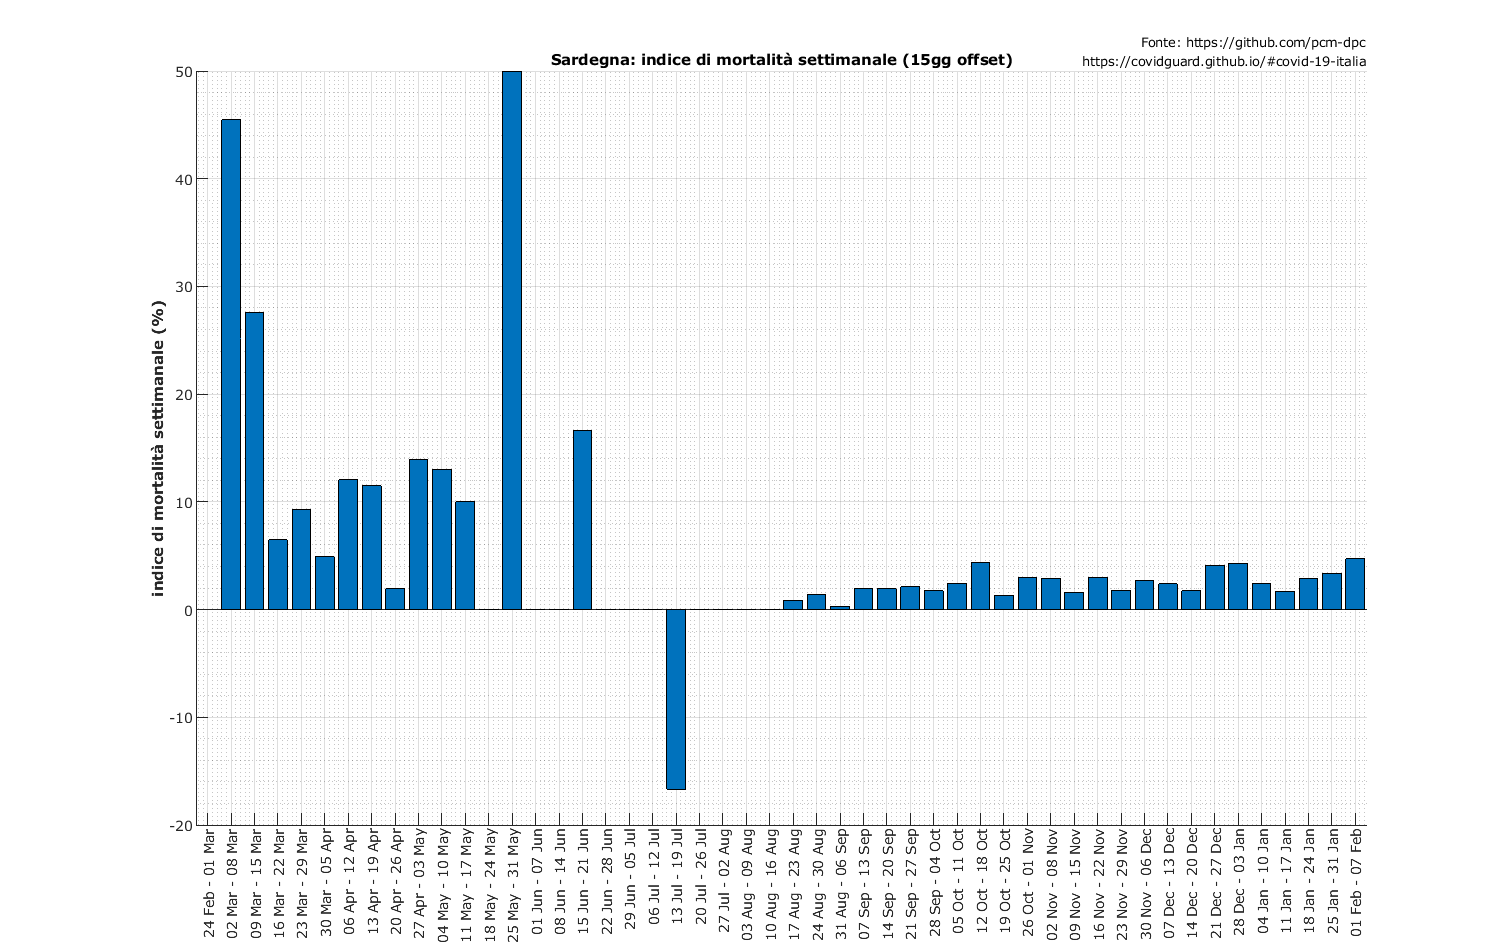 Fonte: https://github.com/pcm-dpc
Sardegna: indice di mortalità settimanale (15gg offset)
https://covidguard.github.io/#covid-19-italia
indice di mortalità settimanale (%)
50
40
30
20
10
0
-10
-20
24 Feb - 01 Mar
02 Mar - 08 Mar
09 Mar - 15 Mar
16 Mar - 22 Mar
23 Mar - 29 Mar
30 Mar - 05 Apr
06 Apr - 12 Apr
13 Apr - 19 Apr
20 Apr - 26 Apr
27 Apr - 03 May
04 May - 10 May
11 May - 17 May
18 May - 24 May
25 May - 31 May
01 Jun - 07 Jun
08 Jun - 14 Jun
15 Jun - 21 Jun
22 Jun - 28 Jun
29 Jun - 05 Jul
06 Jul - 12 Jul
13 Jul - 19 Jul
20 Jul - 26 Jul
27 Jul - 02 Aug
03 Aug - 09 Aug
10 Aug - 16 Aug
17 Aug - 23 Aug
24 Aug - 30 Aug
31 Aug - 06 Sep
07 Sep - 13 Sep
14 Sep - 20 Sep
21 Sep - 27 Sep
28 Sep - 04 Oct
05 Oct - 11 Oct
12 Oct - 18 Oct
19 Oct - 25 Oct
26 Oct - 01 Nov
02 Nov - 08 Nov
09 Nov - 15 Nov
16 Nov - 22 Nov
23 Nov - 29 Nov
30 Nov - 06 Dec
07 Dec - 13 Dec
14 Dec - 20 Dec
21 Dec - 27 Dec
28 Dec - 03 Jan
04 Jan - 10 Jan
11 Jan - 17 Jan
18 Jan - 24 Jan
25 Jan - 31 Jan
01 Feb - 07 Feb